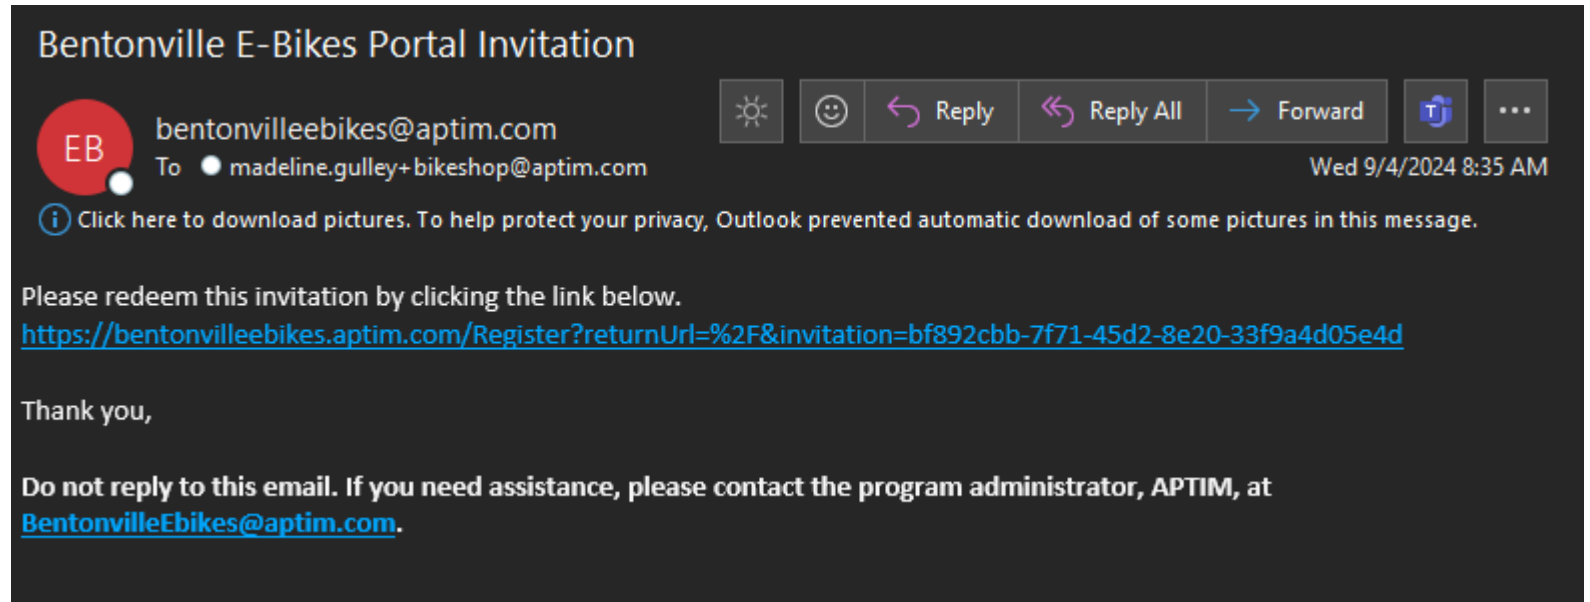 Bentonville E-Bikes Portal Invitation
Reply
Reply All
Forward
EB
bentonvilleebikes@aptim.com
To madeline.gulley+bikeshop@aptim.com
Wed 9/4/2024 8:35 AM
Click here to download pictures. To help protect your privacy, Outlook prevented automatic download of some pictures in this message.
Please redeem this invitation by clicking the link below.
https://bentonvilleebikes.aptim.com/Register?returnUrl=%2F&invitation=bf892cbb-7f71-45d2-8e20-33f9a4d05e4d
Thank you,
Do not reply to this email. If you need assistance, please contact the program administrator, APTIM, at
BentonvilleEbikes@aptim.com.